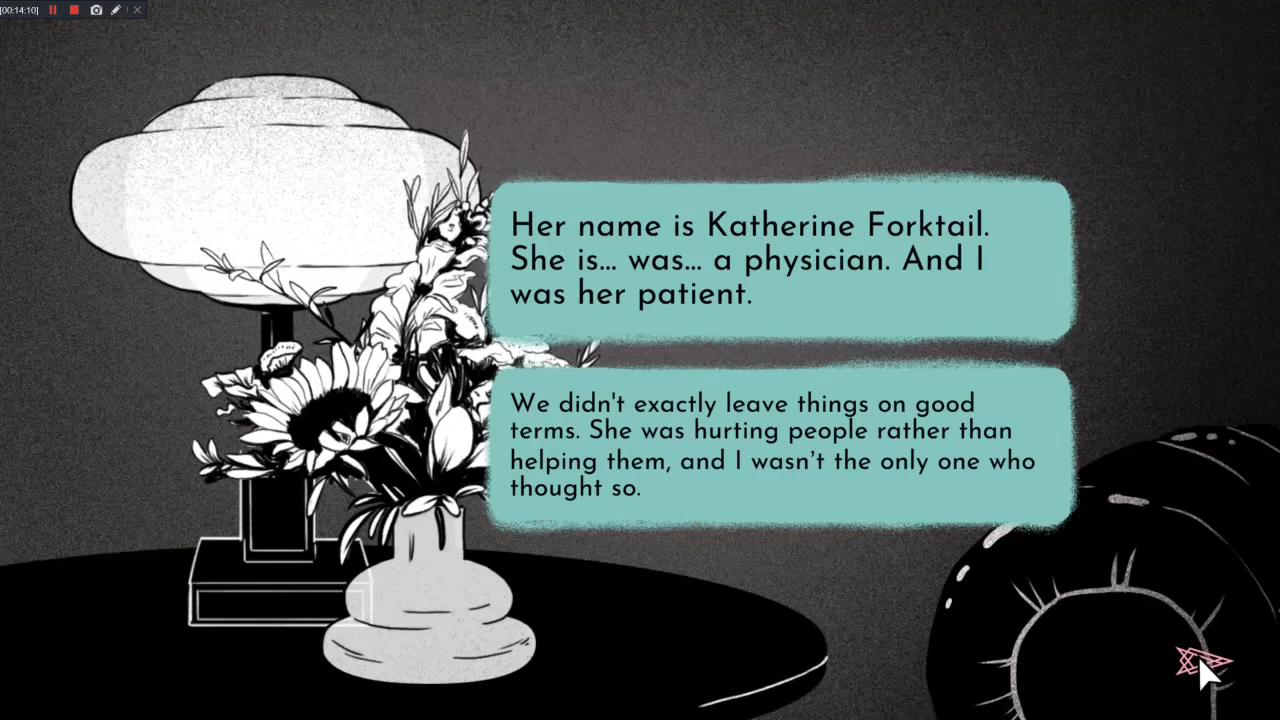 [00:14:10]
Her name is Katherine Forktail.
She is... was... a physician. And I
was her patient.
We didn't exactly leave things on good
terms. She was hurting people rather than
helping them, and I wasn't the only one who
thought so.